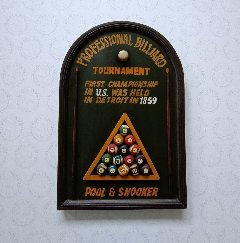 PROFESSIONAL BILLIARD
TOURNAMENT
FIRST CHAMPIONSHIP
IN U.S. WAS HELD
IN DETROIT IN 1859
POOL & SNOOKER